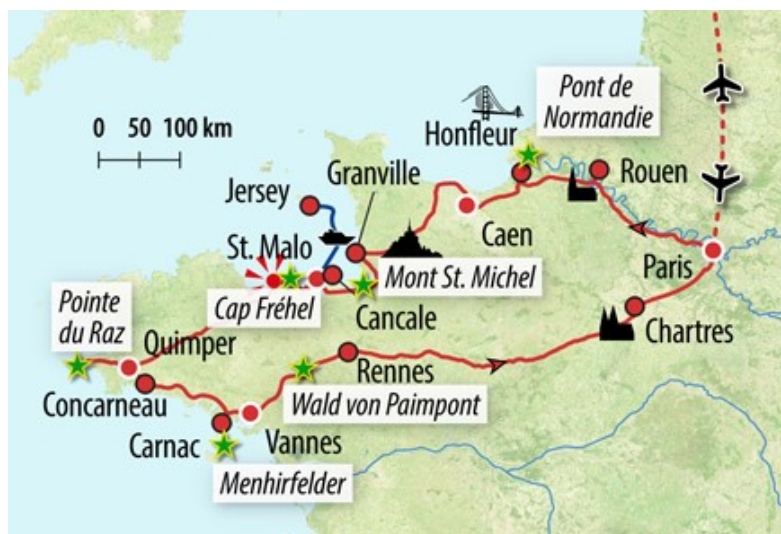 Pont de
Normandie
Honfleur
0 50 100 km
Rouen
Granville
Jersey
Caen
St. Malo
Paris
Mont St. Michel
Pointe
du Raz
Cap Fréhel
Cancale
Chartres
Quimper
Rennes
Concarneau
Wald von Paimpont
Carnac
Vannes
Menhirfelder